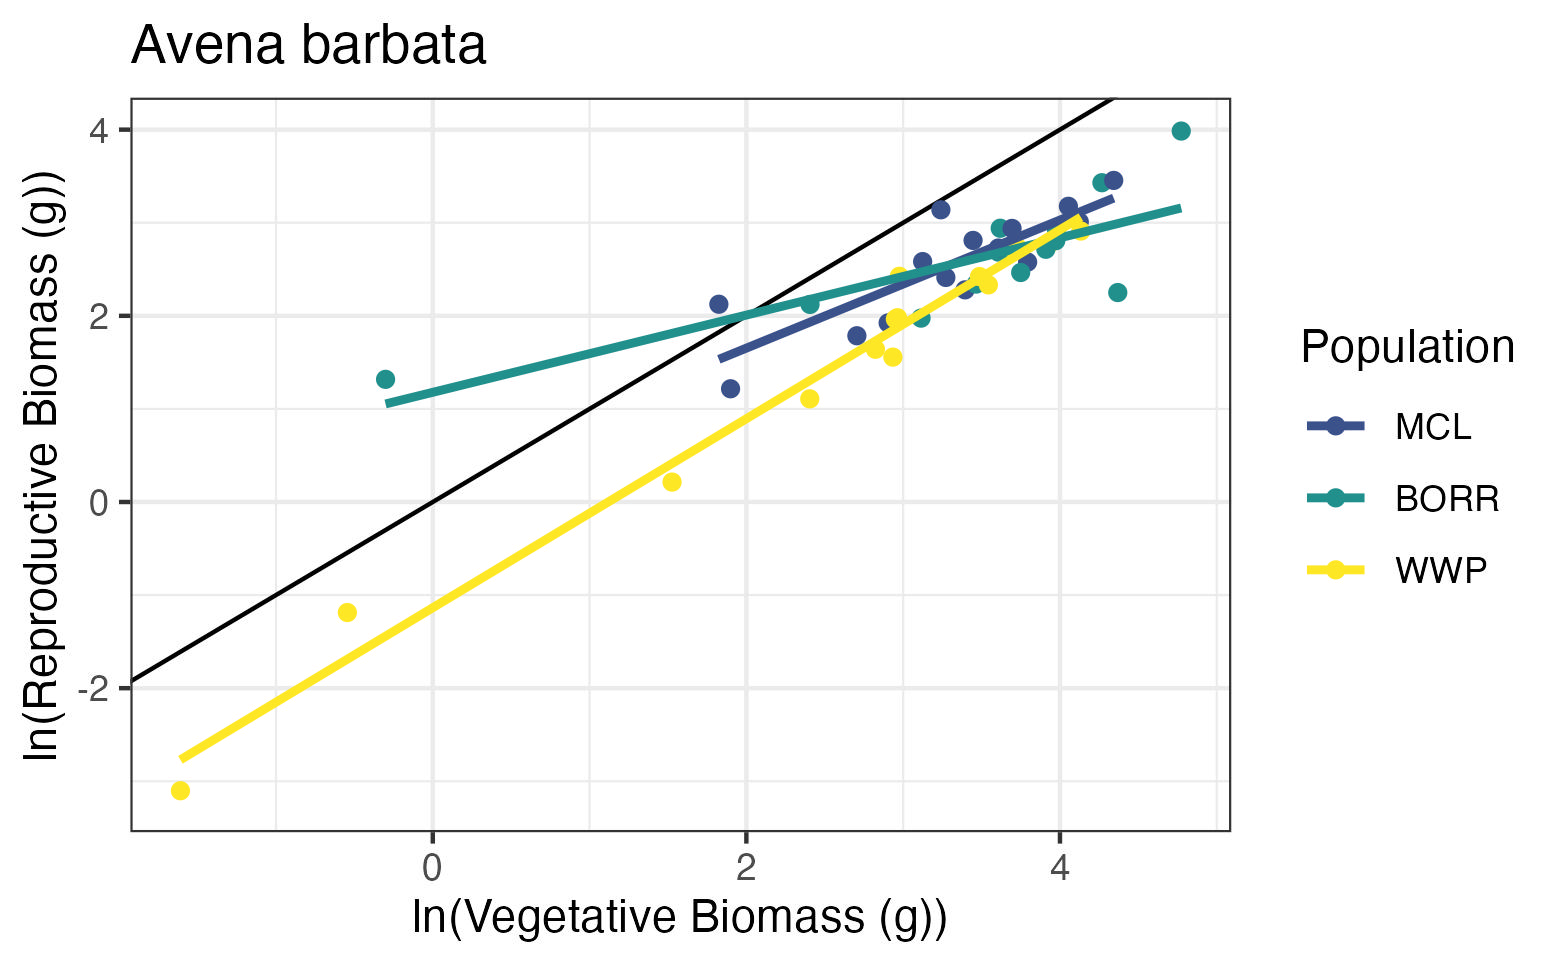 Avena barbata
ln(Reproductive Biomass (g))
4
2
0
-2
0
2
4
ln(Vegetative Biomass (g))
Population
MCL
BORR
WWP